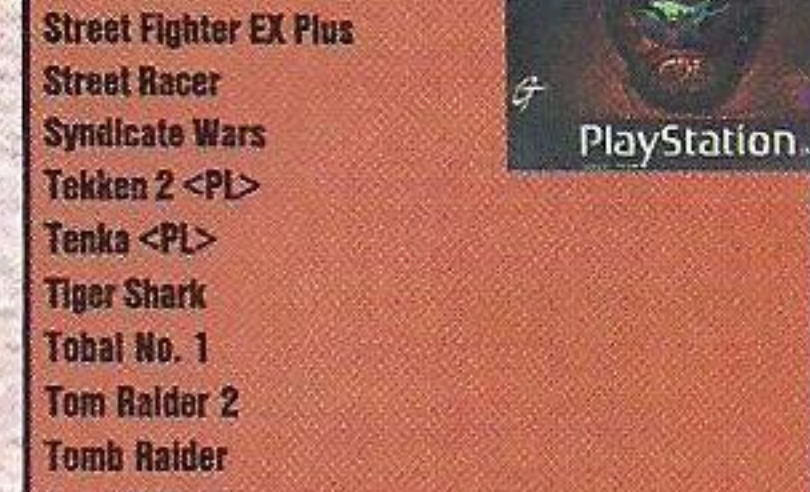 Street Fighter EX Plus
Street Racer
Syndicate Wars
Tekken 2 <PL>
Tenka <PL>
Tiger Shark
Tobal No. 1
Tom Raider 2
Tomb Raider
PlayStation